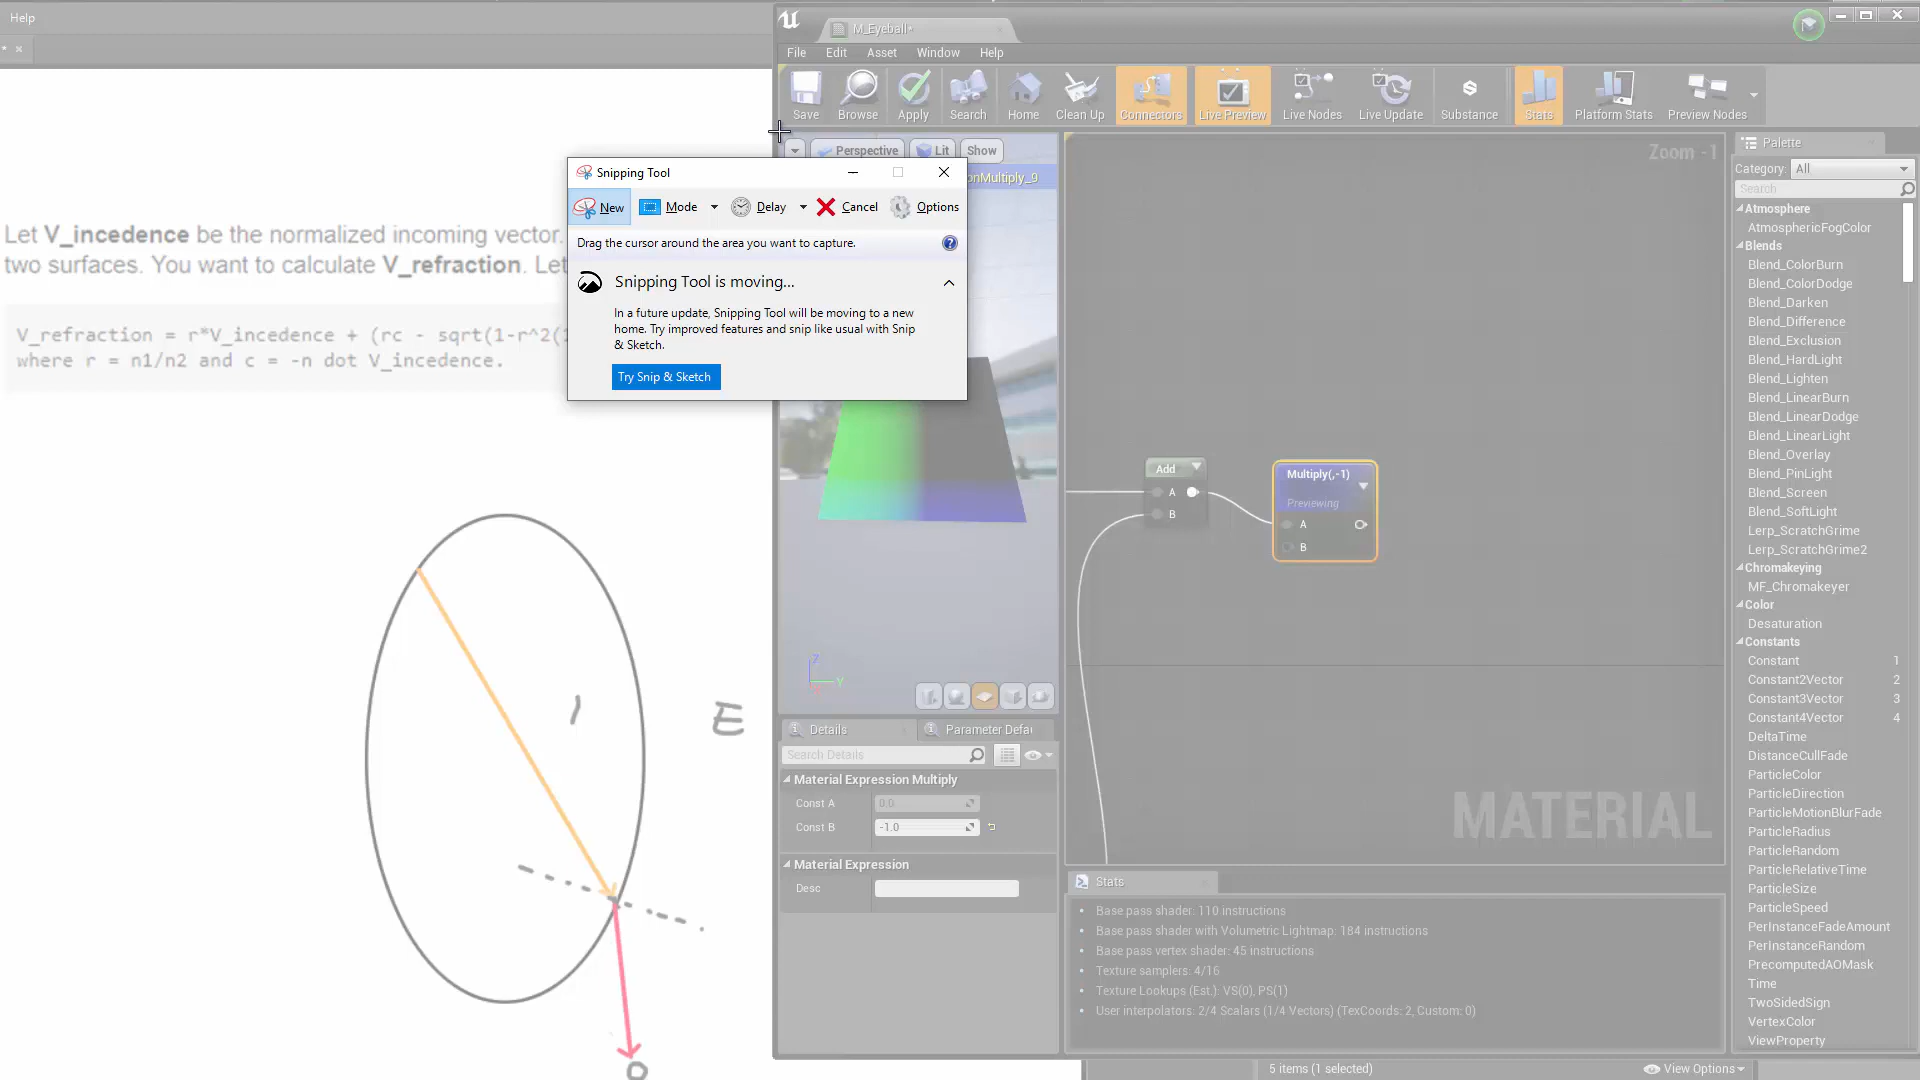 Help
M_Eyeball*
File Edit Asset Window Help
Save Browse Apply Search Home Clean Up Connectors Live Preview Live Nodes Live Update Substance Stats Platform Stats Preview Nodes
Perspective Lit Show
onMultiply_9
Zoom -1
Snipping Tool
New Mode Delay Cancel Options
Drag the cursor around the area you want to capture.
Snipping Tool is moving...
In a future update, Snipping Tool will be moving to a new
home. Try improved features and snip like usual with Snip
& Sketch.
Try Snip & Sketch
Let V_incedence be the normalized incoming vector.
two surfaces. You want to calculate V_refraction. Let
V_refraction = r*V_incedence + (rc - sqrt(1-r^2(1
where r = n1/n2 and c = -n dot V_incedence.
I
E
O
Z
Y
Add
A
B
Multiply(,-1)
Previewing
A
B
MATERIAL
Details
Parameter Defau
Search Details
Material Expression Multiply
Const A 0.0
Const B -1.0
Material Expression
Desc
Stats
Base pass shader: 110 instructions
Base pass shader with Volumetric Lightmap: 184 instructions
Base pass vertex shader: 45 instructions
Texture samplers: 4/16
Texture Lookups (Est.): VS(0), PS(1)
User interpolators: 2/4 Scalars (1/4 Vectors) (TexCoords: 2, Custom: 0)
Palette
Category: All
Search
Atmosphere
AtmosphericFogColor
Blends
Blend_ColorBurn
Blend_ColorDodge
Blend_Darken
Blend_Difference
Blend_Exclusion
Blend_HardLight
Blend_Lighten
Blend_LinearBurn
Blend_LinearDodge
Blend_LinearLight
Blend_Overlay
Blend_PinLight
Blend_Screen
Blend_SoftLight
Lerp_ScratchGrime
Lerp_ScratchGrime2
Chromakeying
MF_Chromakeyer
Color
Desaturation
Constants
Constant 1
Constant2Vector 2
Constant3Vector 3
Constant4Vector 4
DeltaTime
DistanceCullFade
ParticleColor
ParticleDirection
ParticleMotionBlurFade
ParticleRadius
ParticleRandom
ParticleRelativeTime
ParticleSize
ParticleSpeed
PerInstanceFadeAmount
PerInstanceRandom
PrecomputedAOMask
Time
TwoSidedSign
VertexColor
ViewProperty
5 items (1 selected)
View Options